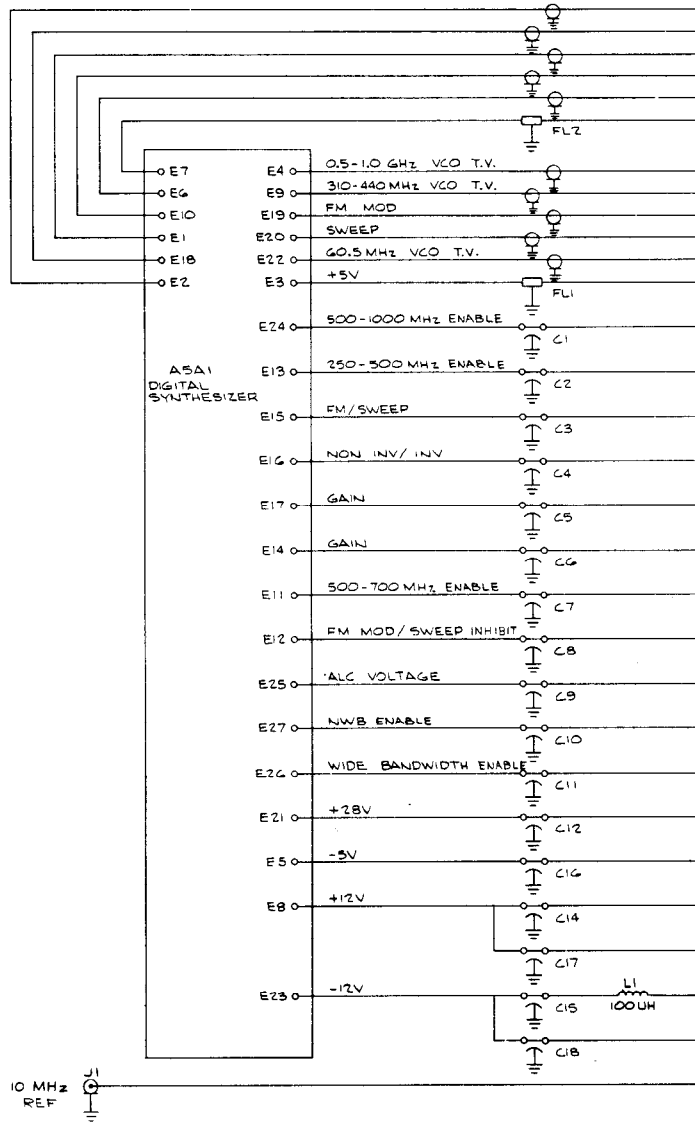 FL2
E7 E4 0.5-1.0 GHz VCO T.V.
E6 E9 310-440 MHz VCO T.V.
E10 E19 FM MOD
E1 E20 SWEEP
E18 E22 60.5 MHz VCO T.V.
E2 E3 +5V
FL1
E24 500-1000 MHz ENABLE
C1
A5A1
DIGITAL
SYNTHESIZER
E13 250-500 MHz ENABLE
C2
E15 FM/SWEEP
C3
E16 NON INV/INV
C4
E17 GAIN
C5
E14 GAIN
C6
E11 500-700 MHz ENABLE
C7
E12 FM MOD/SWEEP INHIBIT
C8
E25 ALC VOLTAGE
C9
E27 NWB ENABLE
C10
E26 WIDE BANDWIDTH ENABLE
C11
E21 +28V
C12
E5 -5V
C16
E8 +12V
C14
C17
E23 -12V
C15
L1
100UH
C18
J1
10 MHz
REF